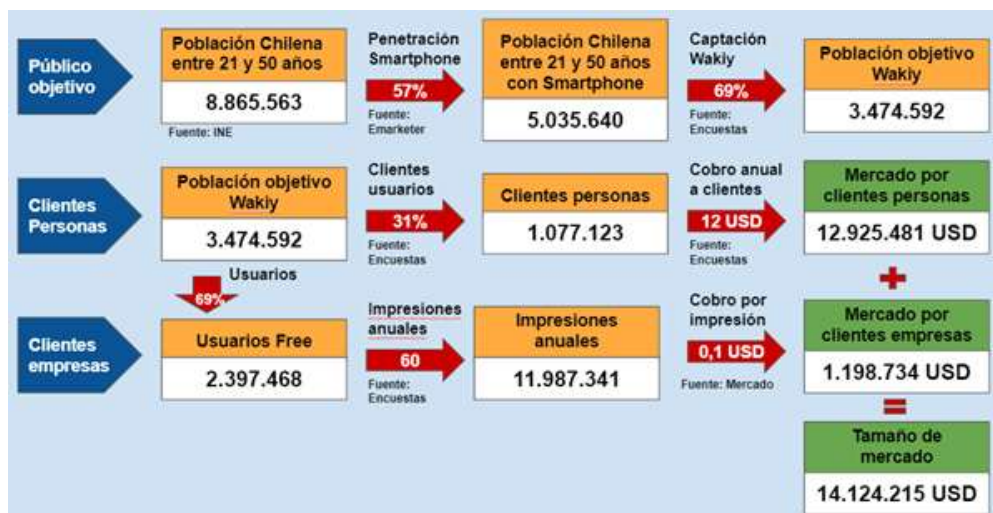 Público
objetivo
Población Chilena
entre 21 y 50 años
8.865.563
Fuente: INE
Penetración
Smartphone
57%
Fuente:
Emarketer
Población Chilena
entre 21 y 50 años
con Smartphone
5.035.640
Captación
Wakiy
69%
Fuente:
Encuestas
Población objetivo
Wakiy
3.474.592
Clientes
Personas
Población objetivo
Wakiy
3.474.592
Clientes
usuarios
31%
Fuente:
Encuestas
Clientes personas
1.077.123
Cobro anual
a clientes
12 USD
Fuente:
Encuestas
Mercado por
clientes personas
12.925.481 USD
Usuarios
69%
Clientes
empresas
Usuarios Free
2.397.468
Impresiones
anuales
60
Fuente:
Encuestas
Impresiones
anuales
11.987.341
Cobro por
impresión
0,1 USD
Fuente: Mercado
+
Mercado por
clientes empresas
1.198.734 USD
=
Tamaño de
mercado
14.124.215 USD